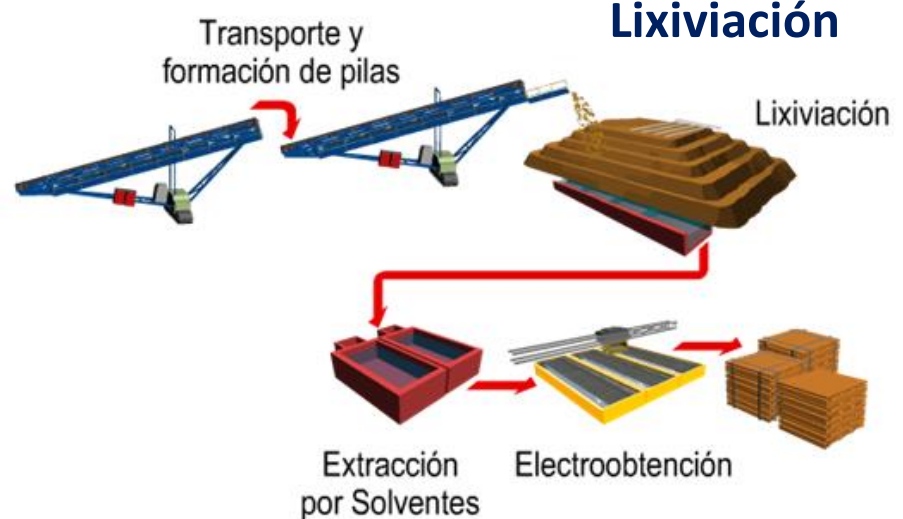 Lixiviación
Transporte y
formación de pilas
Lixiviación
Extracción
por Solventes
Electroobtención